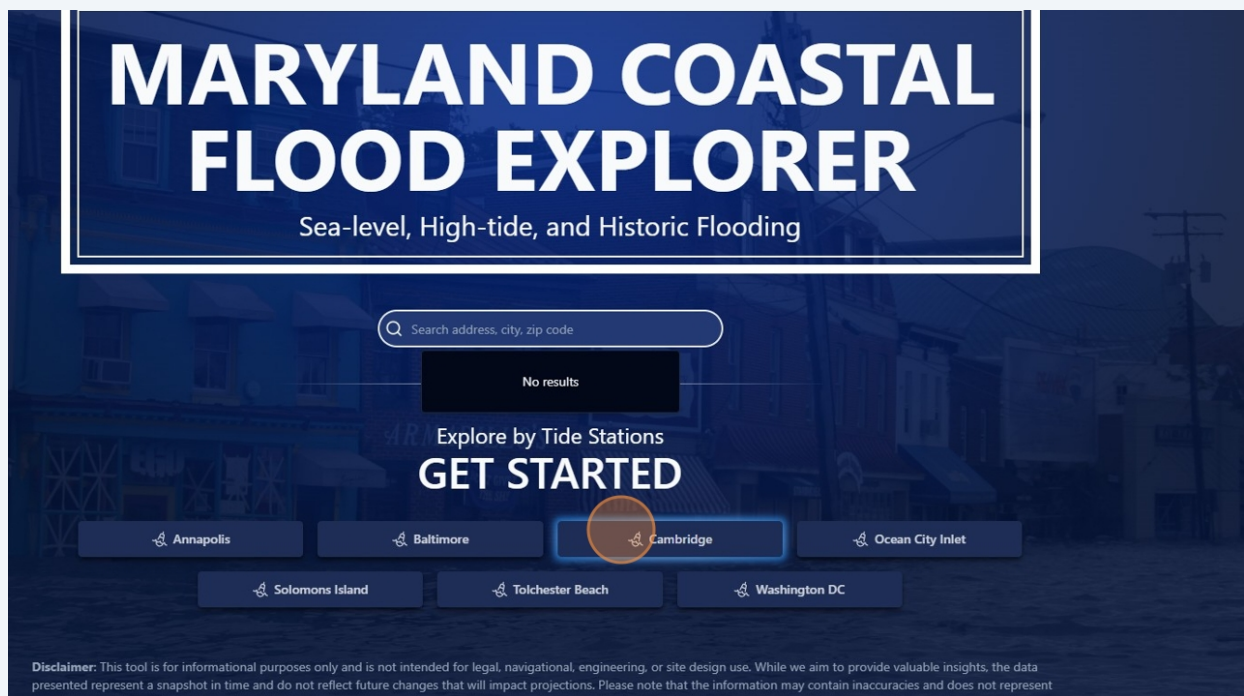 MARYLAND COASTAL
FLOOD EXPLORER
Sea-level, High-tide, and Historic Flooding
Search address, city, zip code
No results
Explore by Tide Stations
GET STARTED
Annapolis
Baltimore
Cambridge
Ocean City Inlet
Solomons Island
Tolchester Beach
Washington DC
Disclaimer: This tool is for informational purposes only and is not intended for legal, navigational, engineering, or site design use. While we aim to provide valuable insights, the data
presented represent a snapshot in time and do not reflect future changes that will impact projections. Please note that the information may contain inaccuracies and does not represent